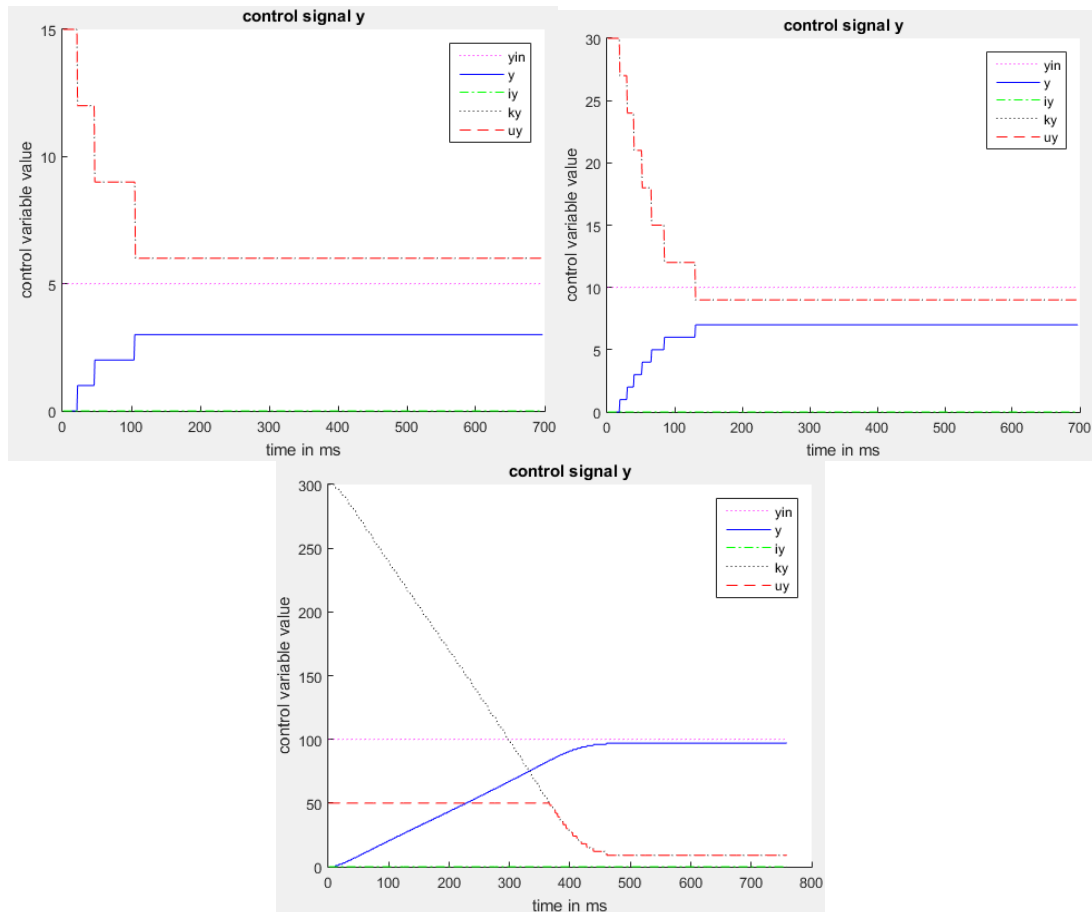 control signal y
15
10
5
0
control variable value
0 100 200 300 400 500 600 700
time in ms
yin
y
iy
ky
uy
control signal y
30
25
20
15
10
5
0
control variable value
0 100 200 300 400 500 600 700
time in ms
yin
y
iy
ky
uy
control signal y
300
250
200
150
100
50
0
control variable value
0 100 200 300 400 500 600 700 800
time in ms
yin
y
iy
ky
uy